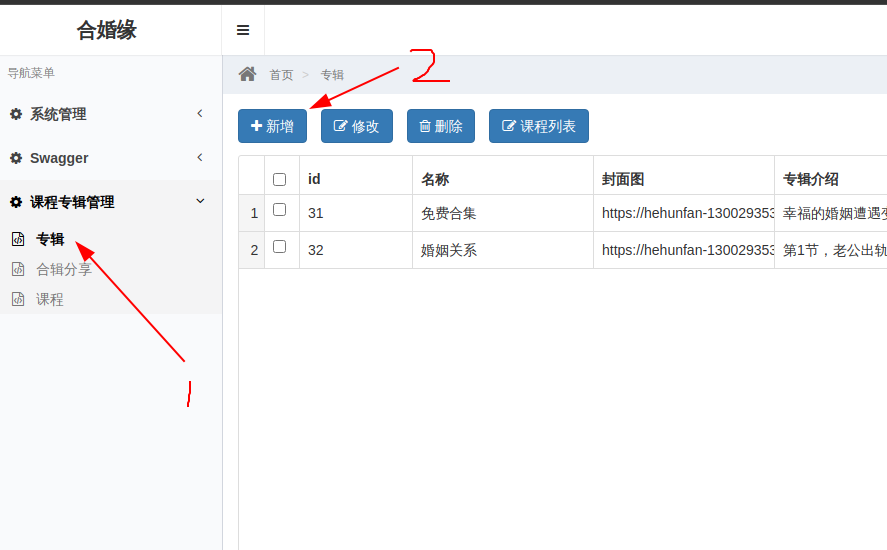 合婚缘
导航菜单
首页 > 专辑
系统管理
新增 修改 删除 课程列表
Swagger
id 名称 封面图 专辑介绍
课程专辑管理
1 31 免费合集 https://hehunfan-130029353 幸福的婚姻遭遇变
专辑
2 32 婚姻关系 https://hehunfan-130029353 第1节，老公出轨
合辑分享
课程
2
1